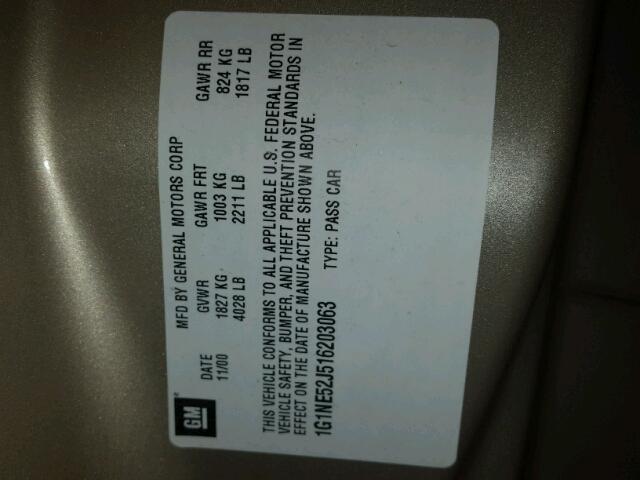 GM
MFD BY GENERAL MOTORS CORP
DATE GVWR GAWR FRT GAWR RR
11/00 1827 KG 1003 KG 824 KG
4028 LB 2211 LB 1817 LB
THIS VEHICLE CONFORMS TO ALL APPLICABLE U.S. FEDERAL MOTOR
VEHICLE SAFETY, BUMPER, AND THEFT PREVENTION STANDARDS IN
EFFECT ON THE DATE OF MANUFACTURE SHOWN ABOVE.
1G1NE52J516203063 TYPE: PASS CAR